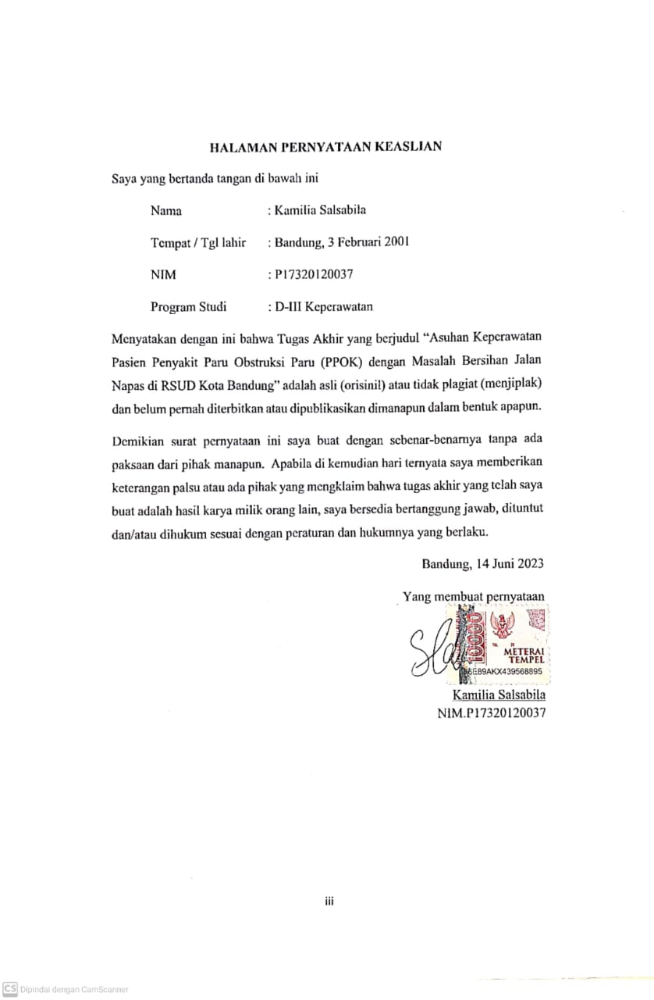 HALAMAN PERNYATAAN KEASLIAN
Saya yang bertanda tangan di bawah ini
Nama : Kamilia Salsabila
Tempat / Tgl lahir : Bandung, 3 Februari 2001
NIM : P17320120037
Program Studi : D-III Keperawatan
Menyatakan dengan ini bahwa Tugas Akhir yang berjudul “Asuhan Keperawatan
Pasien Penyakit Paru Obstruksi Paru (PPOK) dengan Masalah Bersihan Jalan
Napas di RSUD Kota Bandung” adalah asli (orisinil) atau tidak plagiat (menjiplak)
dan belum pernah diterbitkan atau dipublikasikan dimanapun dalam bentuk apapun.
Demikian surat pernyataan ini saya buat dengan sebenar-benarnya tanpa ada
paksaan dari pihak manapun. Apabila di kemudian hari ternyata saya memberikan
keterangan palsu atau ada pihak yang mengklaim bahwa tugas akhir yang telah saya
buat adalah hasil karya milik orang lain, saya bersedia bertanggung jawab, dituntut
dan/atau dihukum sesuai dengan peraturan dan hukumnya yang berlaku.
Bandung, 14 Juni 2023
Yang membuat pernyataan
10000
METERAI
TEMPEL
6E89AKX439568895
Kamilia Salsabila
NIM.P17320120037
iii
CS Dipindai dengan CamScanner